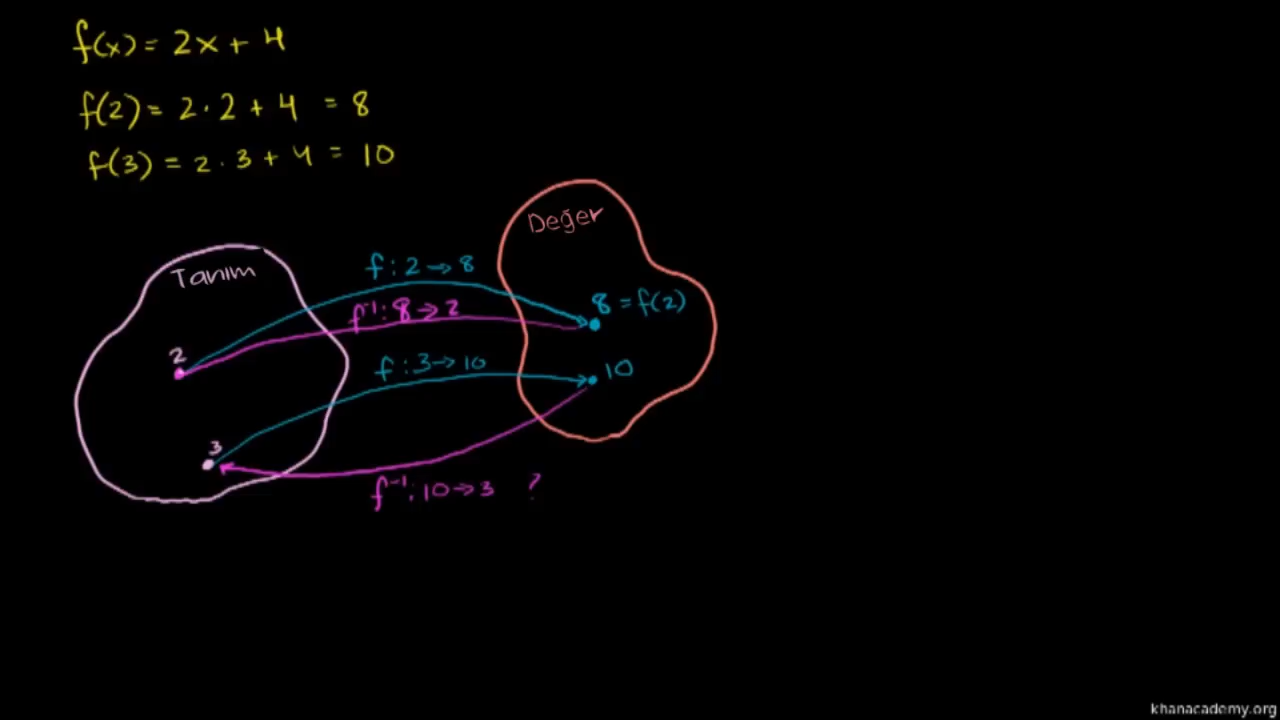 f(x) = 2x + 4
f(2) = 2 · 2 + 4 = 8
f(3) = 2 · 3 + 4 = 10
Değer
Tanım
f : 2 → 8
f⁻¹ : 8 → 2
8 = f(2)
2
f : 3 → 10
10
3
f⁻¹ : 10 → 3 ?
khanacademy.org